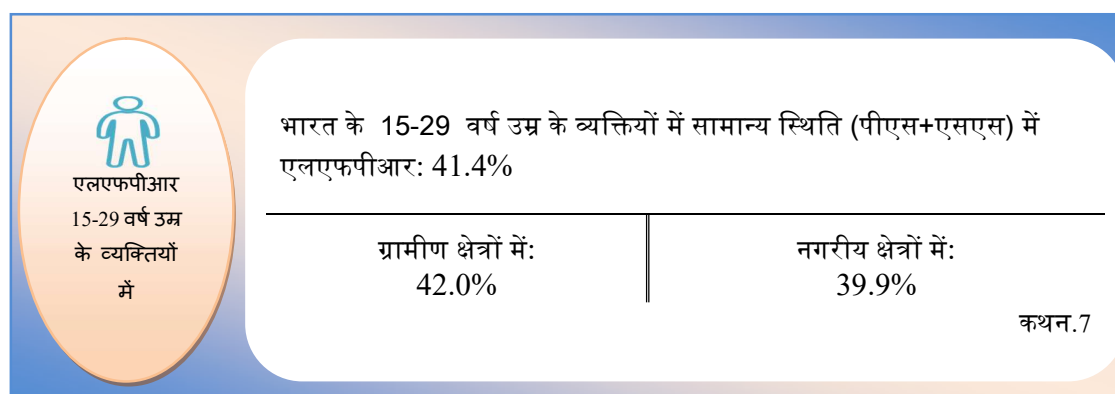 एलएफपीआर
15-29 वर्ष उम्र
के व्यक्तियों
में
भारत के 15-29 वर्ष उम्र के व्यक्तियों में सामान्य स्थिति (पीएस+एसएस) में
एलएफपीआर: 41.4%
ग्रामीण क्षेत्रों में:
42.0%
नगरीय क्षेत्रों में:
39.9%
कथन.7